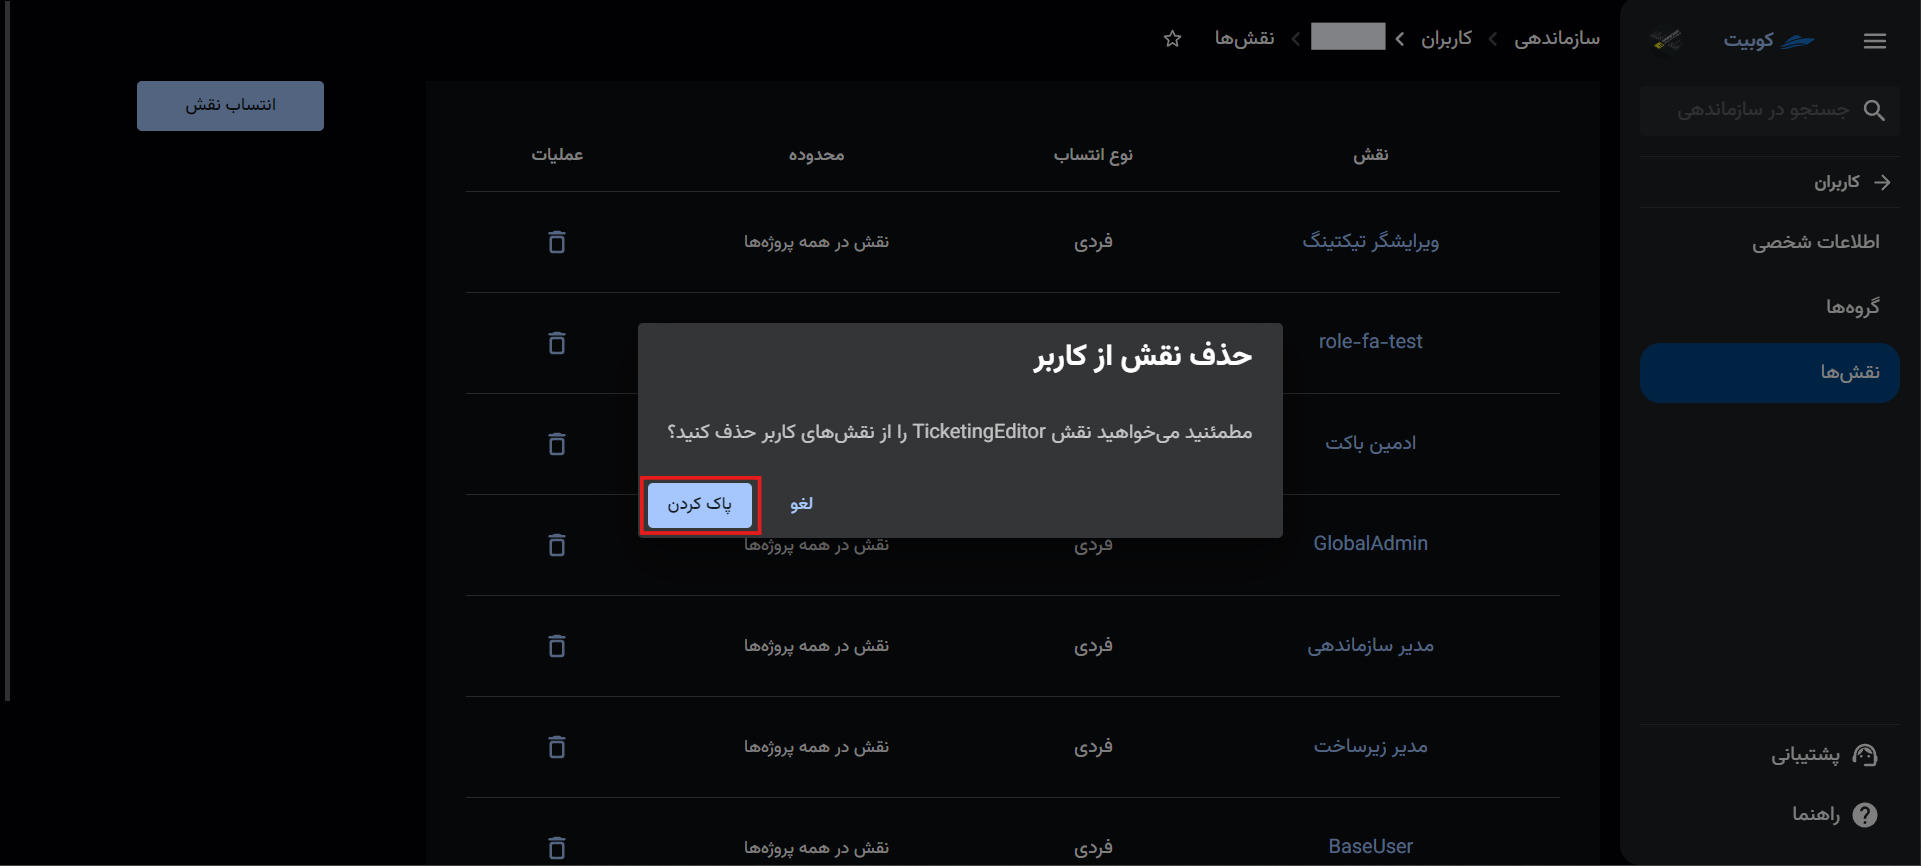 کوبیت
جستجو در سازماندهی
کاربران
اطلاعات شخصی
گروه‌ها
نقش‌ها
پشتیبانی
راهنما
سازماندهی
کاربران
نقش‌ها
انتساب نقش
نقش نوع انتساب محدوده عملیات
ویرایشگر تیکتینگ فردی نقش در همه پروژه‌ها
role-fa-test
ادمین باکت
GlobalAdmin فردی نقش در همه پروژه‌ها
مدیر سازماندهی فردی نقش در همه پروژه‌ها
مدیر زیرساخت فردی نقش در همه پروژه‌ها
BaseUser فردی نقش در همه پروژه‌ها
حذف نقش از کاربر
مطمئنید می‌خواهید نقش TicketingEditor را از نقش‌های کاربر حذف کنید؟
لغو
پاک کردن